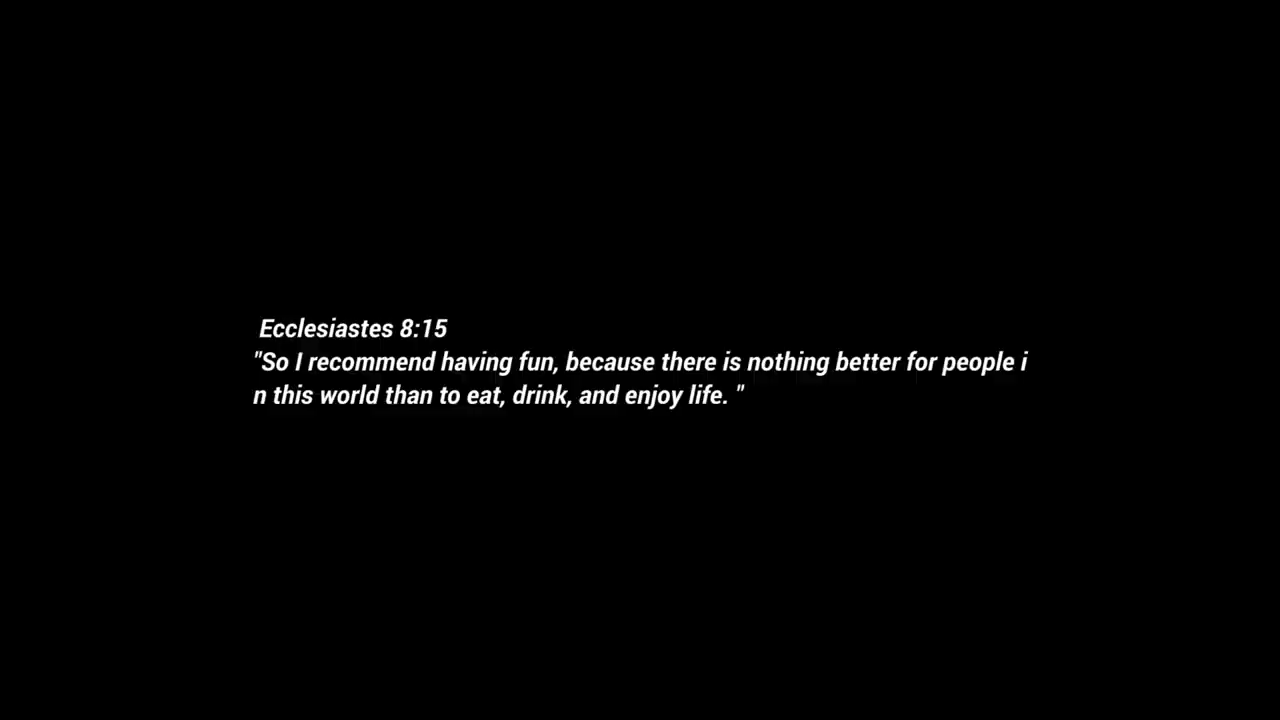 Ecclesiastes 8:15
"So I recommend having fun, because there is nothing better for people i
n this world than to eat, drink, and enjoy life. "